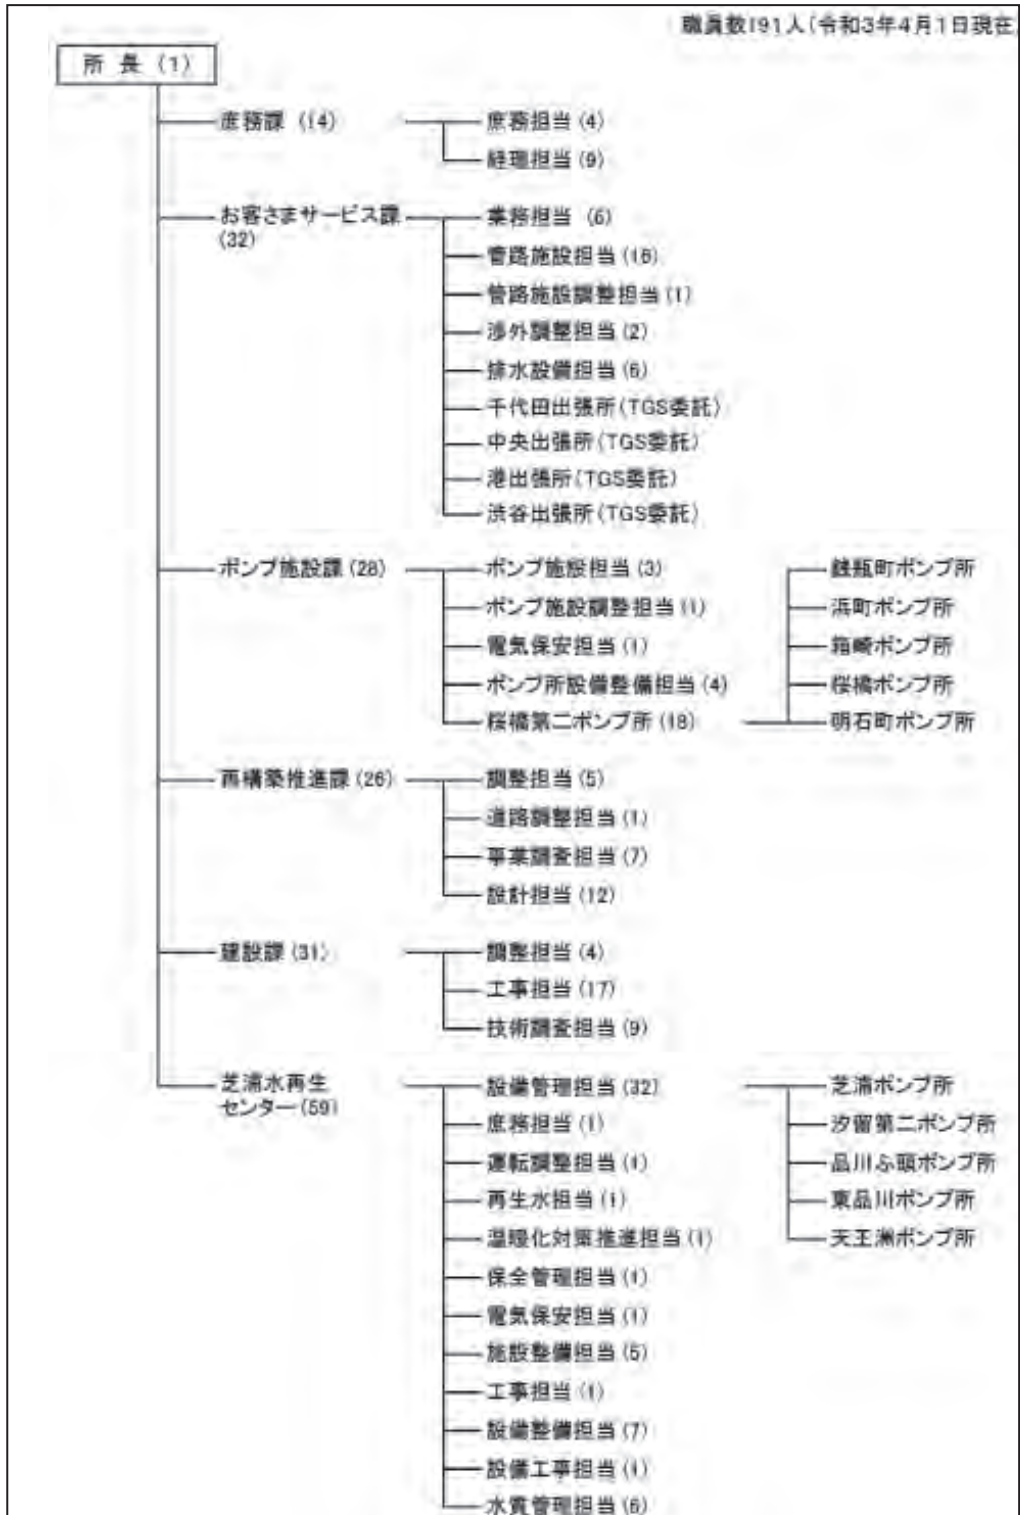 職員数191人(令和3年4月1日現在
所 長 (1)
庶務課 (14)
庶務担当(4)
経理担当(9)
お客さまサービス課
(32)
業務担当 (6)
管路施設担当(16)
管路施設調整担当(1)
渉外調整担当(2)
排水設備担当(6)
千代田出張所(TGS委託)
中央出張所(TGS委託)
港出張所(TGS委託)
渋谷出張所(TGS委託)
ポンプ施設課(28)
ポンプ施設担当(3)
ポンプ施設調整担当(1)
電気保安担当(1)
ポンプ所設備整備担当(4)
桜橋第二ポンプ所(18)
銭瓶町ポンプ所
浜町ポンプ所
箱崎ポンプ所
桜橋ポンプ所
明石町ポンプ所
再構築推進課(26)
調整担当(5)
道路調整担当(1)
事業調査担当(7)
設計担当(12)
建設課(31)
調整担当(4)
工事担当(17)
技術調査担当(9)
芝浦水再生
センター(59)
設備管理担当(32)
庶務担当(1)
運転調整担当(1)
再生水担当(1)
温暖化対策推進担当(1)
保全管理担当(1)
電気保安担当(1)
施設整備担当(5)
工事担当(1)
設備整備担当(7)
設備工事担当(1)
水質管理担当(6)
芝浦ポンプ所
汐留第二ポンプ所
品川ふ頭ポンプ所
東品川ポンプ所
天王洲ポンプ所